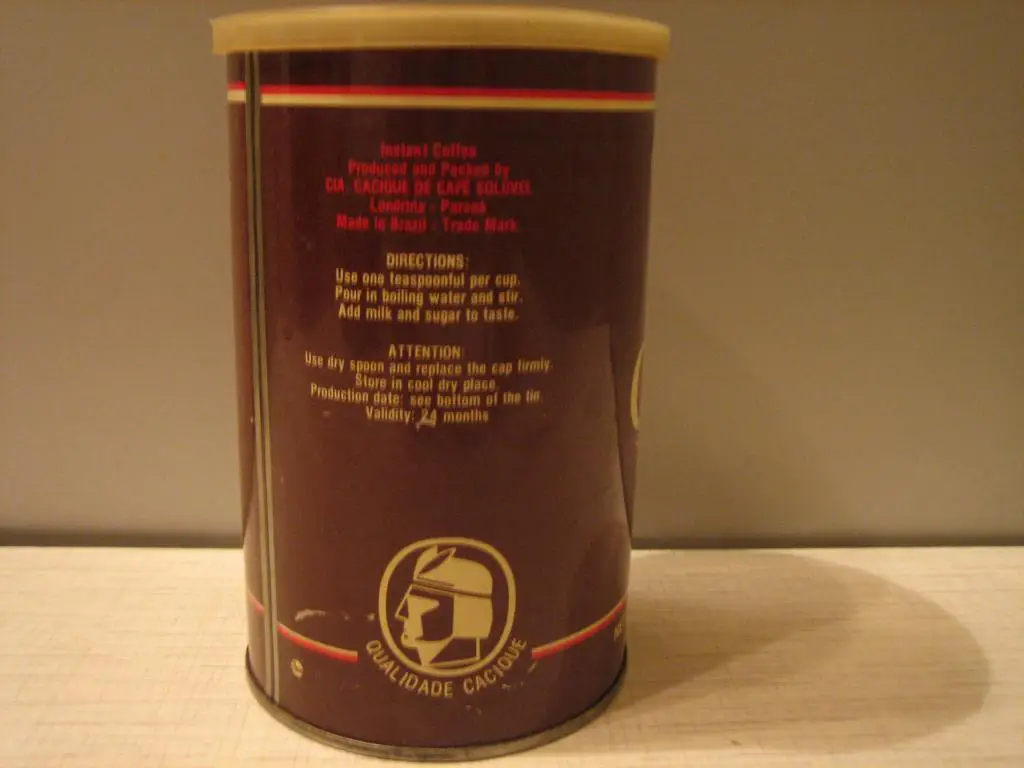 Instant Coffee
Produced and Packed by
CIA. CACIQUE DE CAFÉ SOLÚVEL
Londrina - Paraná
Made in Brazil - Trade Mark
DIRECTIONS:
Use one teaspoonful per cup.
Pour in boiling water and stir.
Add milk and sugar to taste.
ATTENTION:
Use dry spoon and replace the cap firmly.
Store in cool dry place.
Production date: see bottom of the tin
Validity: 24 months
QUALIDADE CACIQUE